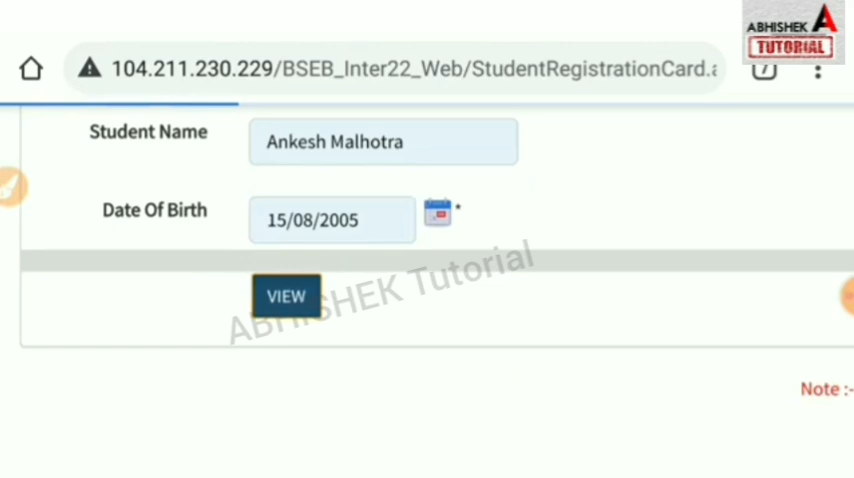 ABHISHEK A
TUTORIAL
104.211.230.229/BSEB_Inter22_Web/StudentRegistrationCard.a
7
Student Name
Ankesh Malhotra
Date Of Birth
15/08/2005
*
VIEW
ABHISHEK Tutorial
Note :-